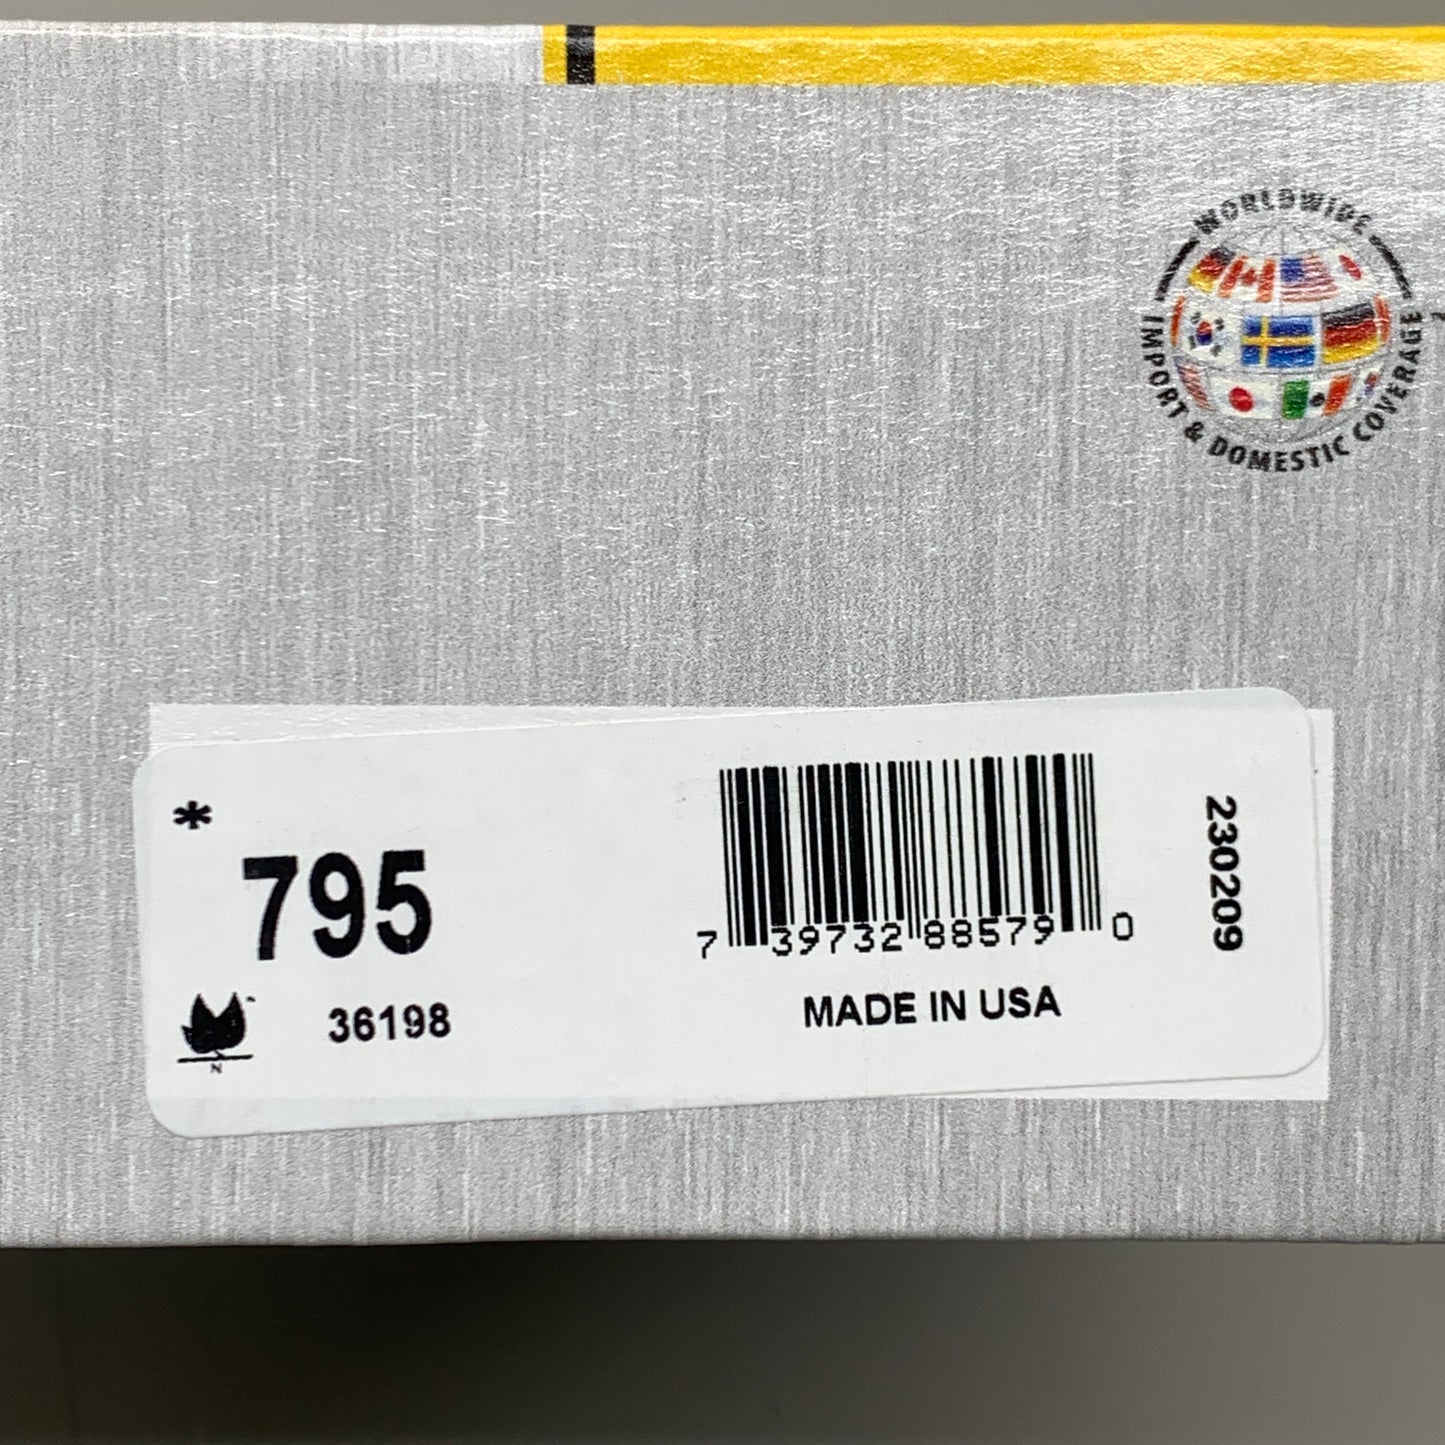 WORLDWIDE
IMPORT & DOMESTIC COVERAGE
*
795
36198
N
7 39732 88579 0
MADE IN USA
230209